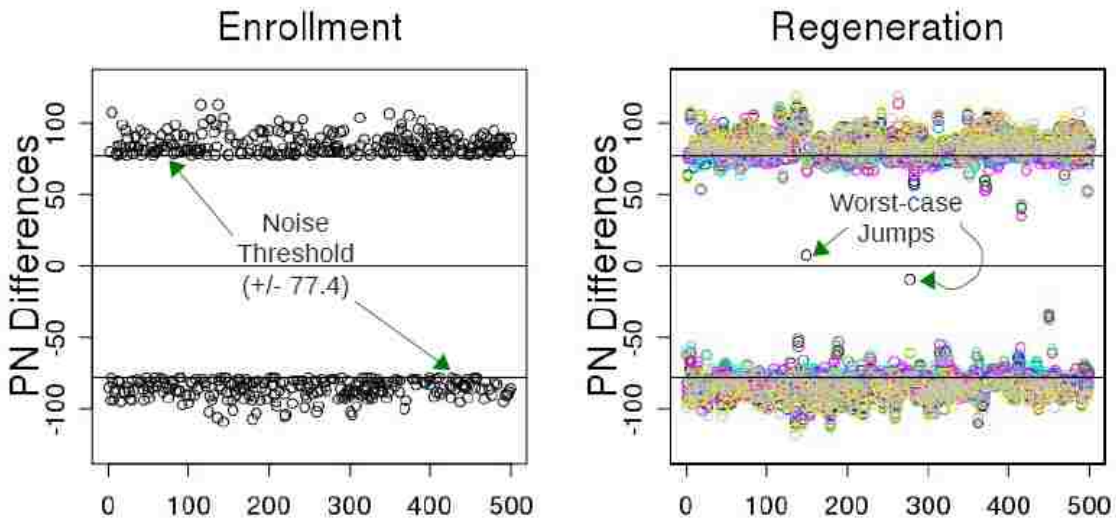 Enrollment
PN Differences
100
50
0
-50
-100
Noise
Threshold
(+/- 77.4)
0 100 200 300 400 500
Regeneration
PN Differences
100
50
0
-50
-100
Worst-case
Jumps
0 100 200 300 400 500